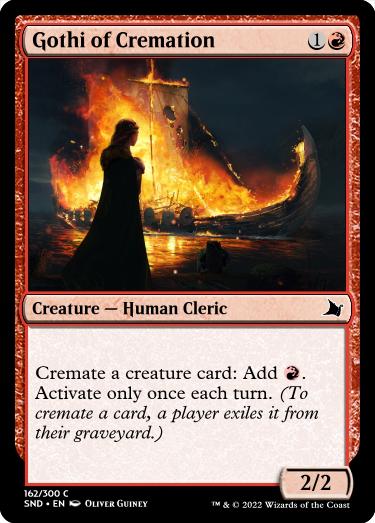 Gothi of Cremation
1
Creature — Human Cleric
Cremate a creature card: Add .
Activate only once each turn. (To
cremate a card, a player exiles it from
their graveyard.)
2/2
162/300 C
SND • EN Oliver Guiney
™ & © 2022 Wizards of the Coast